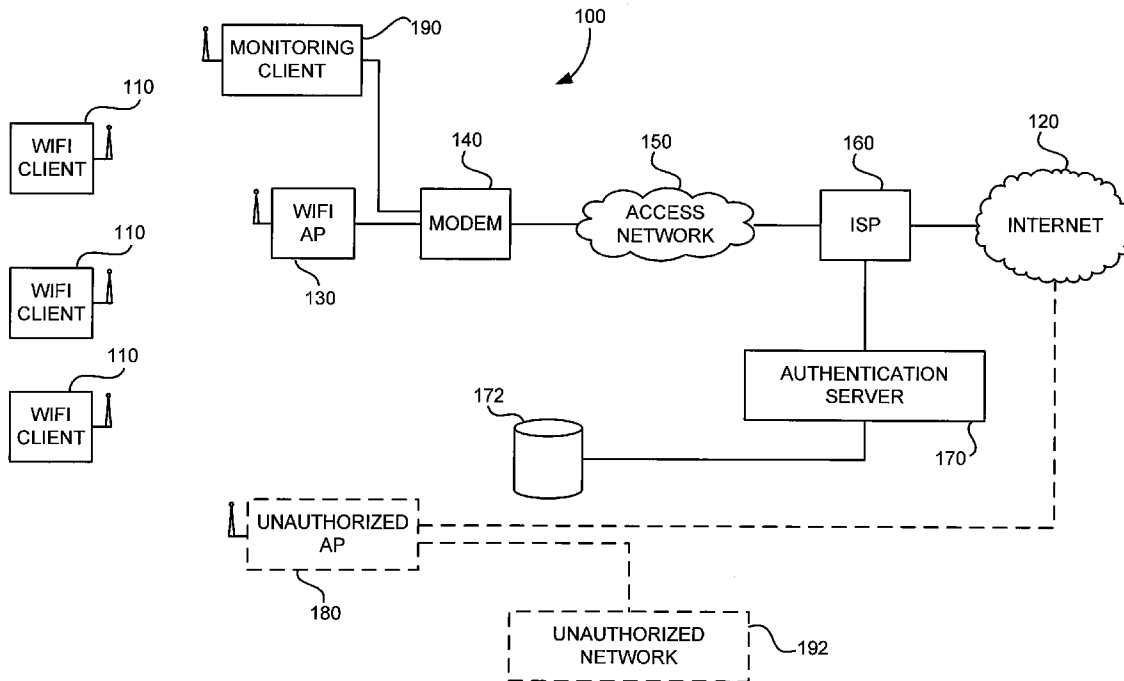 190
100
MONITORING
CLIENT
110
WIFI
CLIENT
140
150
160
120
WIFI
AP
MODEM
ACCESS
NETWORK
ISP
INTERNET
110
WIFI
CLIENT
130
110
WIFI
CLIENT
AUTHENTICATION
SERVER
172
170
UNAUTHORIZED
AP
180
UNAUTHORIZED
NETWORK
192